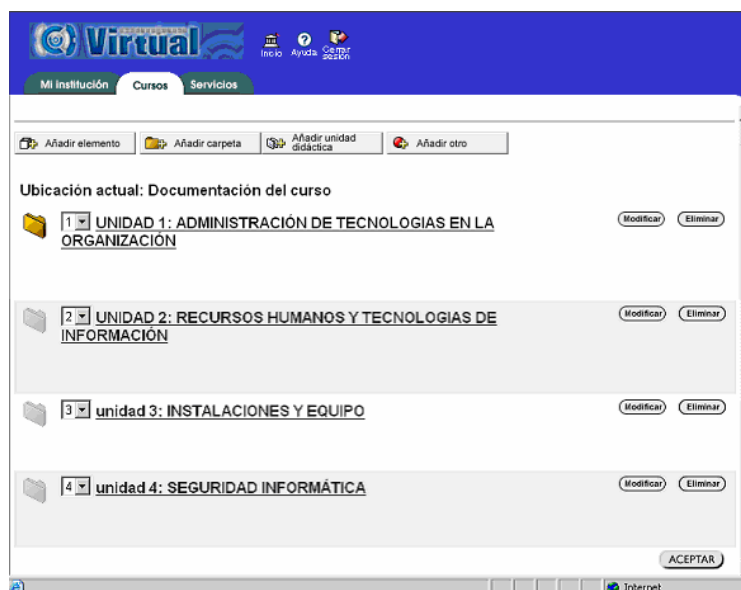 Virtual
Inicio Ayuda Cerrar sesión
Mi institución Cursos Servicios
Añadir elemento Añadir carpeta Añadir unidad didáctica Añadir otro
Ubicación actual: Documentación del curso
1 UNIDAD 1: ADMINISTRACIÓN DE TECNOLOGIAS EN LA Modificar Eliminar
ORGANIZACIÓN
2 UNIDAD 2: RECURSOS HUMANOS Y TECNOLOGIAS DE Modificar Eliminar
INFORMACIÓN
3 unidad 3: INSTALACIONES Y EQUIPO Modificar Eliminar
4 unidad 4: SEGURIDAD INFORMÁTICA Modificar Eliminar
ACEPTAR
Internet